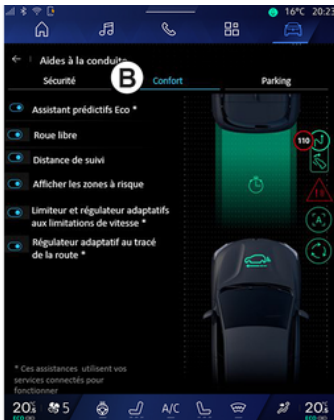 16°C 20:23
Aides à la conduite
Sécurité
B
Confort
Parking
Assistant prédictifs Eco *
Roue libre
Distance de suivi
Afficher les zones à risque
Limiteur et régulateur adaptatifs
aux limitations de vitesse *
Régulateur adaptatif au tracé
de la route *
110
A
* Ces assistances utilisent vos
services connectés pour
fonctionner
5
A/C
ECO